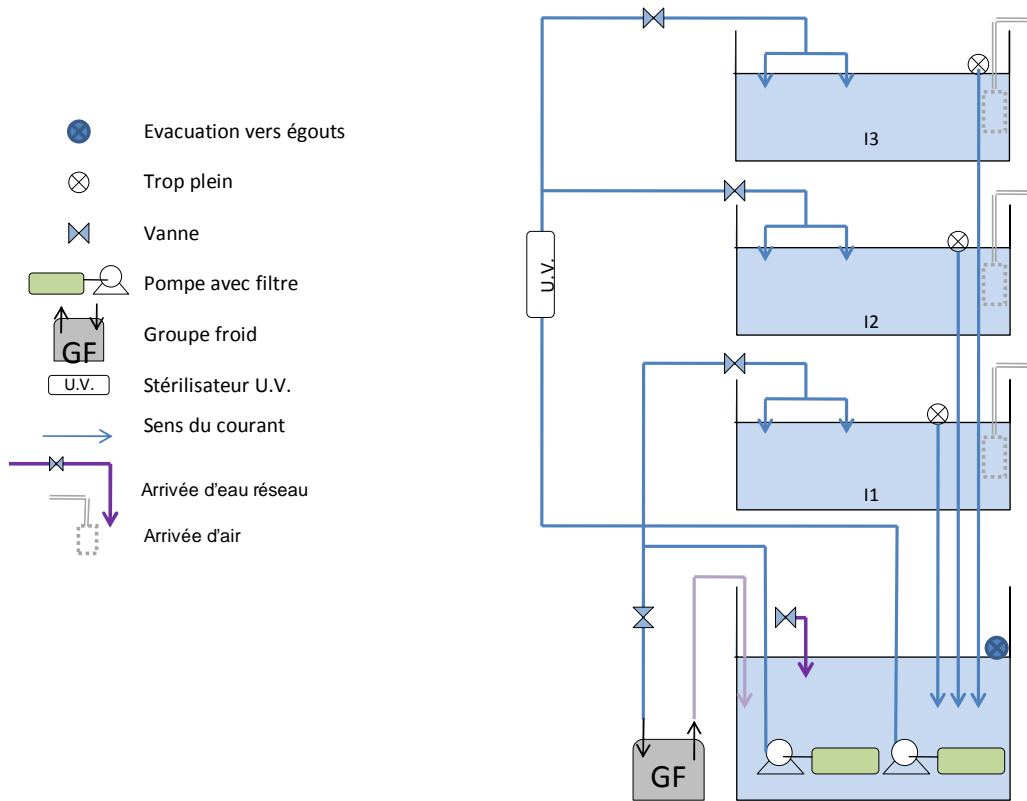 Evacuation vers égouts
Trop plein
Vanne
Pompe avec filtre
GF
Groupe froid
U.V.
Stérilisateur U.V.
Sens du courant
Arrivée d'eau réseau
Arrivée d'air
I3
U.V.
I2
I1
GF